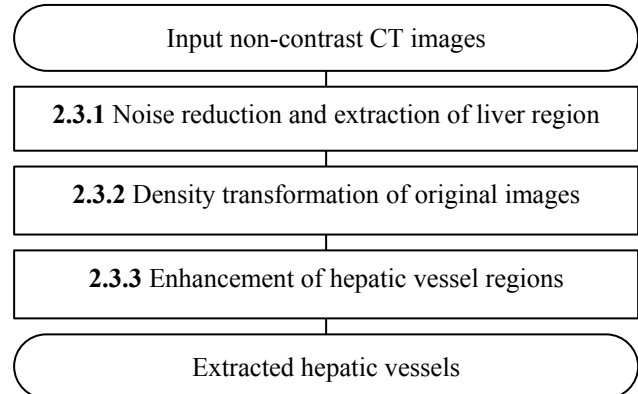 Input non-contrast CT images
2.3.1 Noise reduction and extraction of liver region
2.3.2 Density transformation of original images
2.3.3 Enhancement of hepatic vessel regions
Extracted hepatic vessels